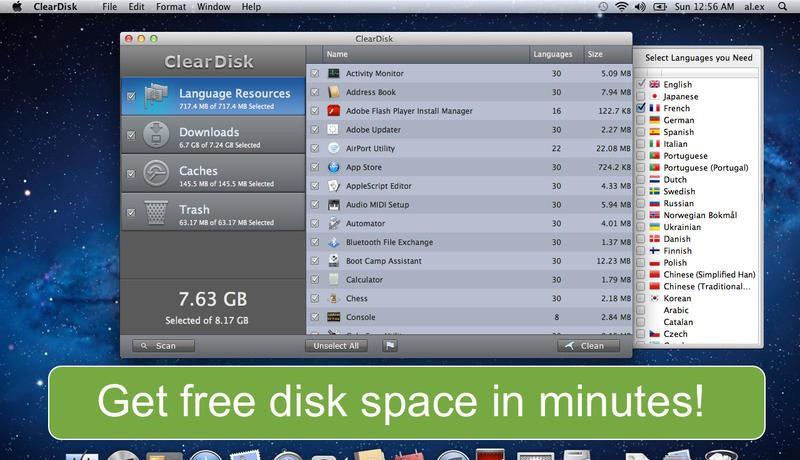 ClearDisk File Edit Format Window Help Sun 12:56 AM al.ex
ClearDisk
ClearDisk
Language Resources
717.4 MB of 717.4 MB Selected
Downloads
6.7 GB of 7.24 GB Selected
Caches
145.5 MB of 145.5 MB Selected
Trash
63.17 MB of 63.17 MB Selected
7.63 GB
Selected of 8.17 GB
Scan
Name Languages Size
Activity Monitor 30 5.09 MB
Address Book 30 7.94 MB
Adobe Flash Player Install Manager 16 122.7 KB
Adobe Updater 30 2.27 MB
AirPort Utility 22 22.08 MB
App Store 30 724.2 KB
AppleScript Editor 30 4.33 MB
Audio MIDI Setup 30 5.94 MB
Automator 30 4.01 MB
Bluetooth File Exchange 30 1.37 MB
Boot Camp Assistant 30 12.23 MB
Calculator 30 1.79 MB
Chess 30 2.18 MB
Console 8 2.84 MB
Unselect All
Clean
Select Languages you Need
English
Japanese
French
German
Spanish
Italian
Portuguese
Portuguese (Portugal)
Dutch
Swedish
Russian
Norwegian Bokmål
Ukrainian
Danish
Finnish
Polish
Chinese (Simplified Han)
Chinese (Traditional...
Korean
Arabic
Catalan
Czech
Get free disk space in minutes!